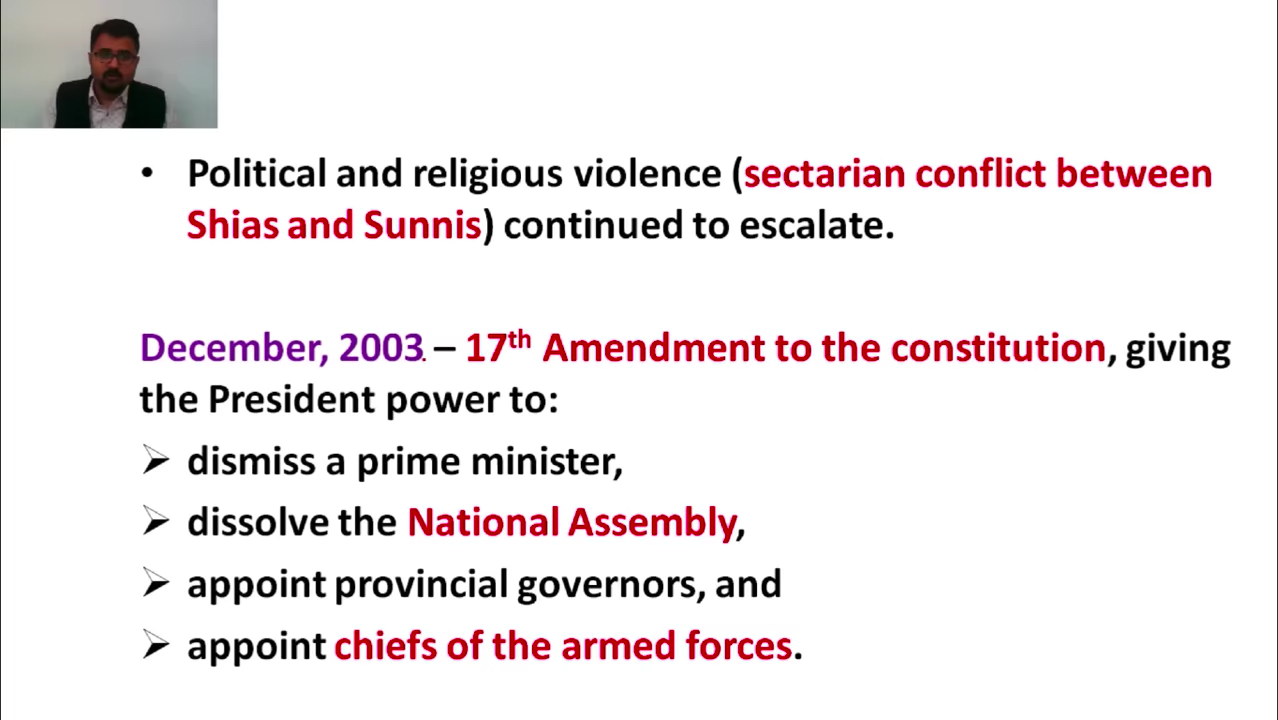 • Political and religious violence (sectarian conflict between
Shias and Sunnis) continued to escalate.
December, 2003. – 17th Amendment to the constitution, giving
the President power to:
➢ dismiss a prime minister,
➢ dissolve the National Assembly,
➢ appoint provincial governors, and
➢ appoint chiefs of the armed forces.